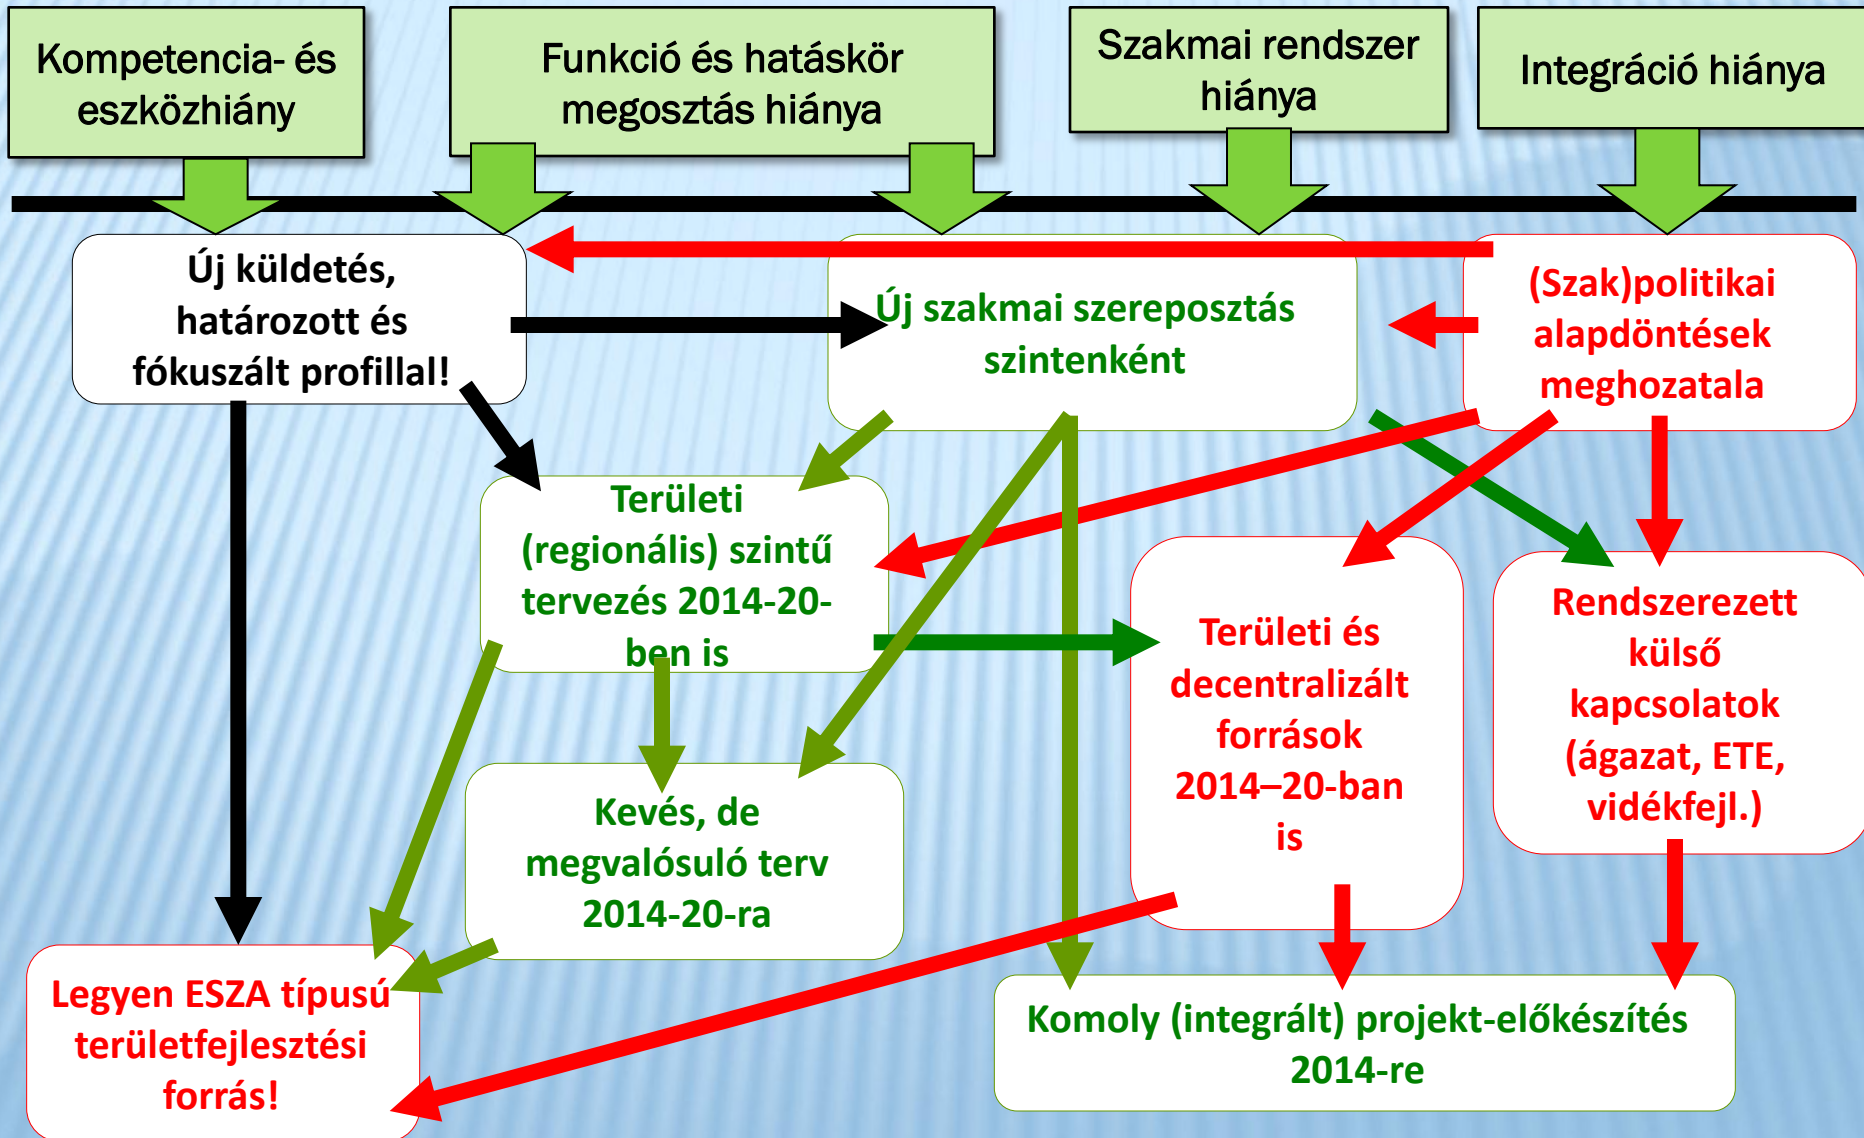 Kompetencia- és
eszközhiány
Funkció és hatáskör
megosztás hiánya
Szakmai rendszer
hiánya
Integráció hiánya
Új küldetés,
határozott és
fókuszált profillal!
Új szakmai szereposztás
szintenként
(Szak)politikai
alapdöntések
meghozatala
Területi
(regionális) szintű
tervezés 2014-20-
ben is
Területi és
decentralizált
források
2014–20-ban
is
Rendszerezett
külső
kapcsolatok
(ágazat, ETE,
vidékfejl.)
Kevés, de
megvalósuló terv
2014-20-ra
Legyen ESZA típusú
területfejlesztési
forrás!
Komoly (integrált) projekt-előkészítés
2014-re